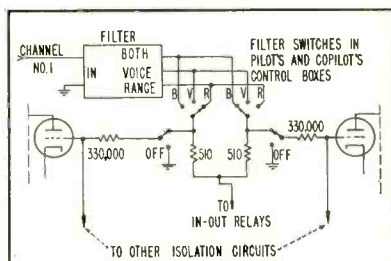 FILTER
CHANNEL
NO. 1
IN
BOTH
VOICE
RANGE
FILTER SWITCHES IN
PILOT'S AND COPILOT'S
CONTROL BOXES
B V R B V R
330,000
OFF
510
510
OFF
330,000
TO
IN-OUT RELAYS
TO OTHER ISOLATION CIRCUITS